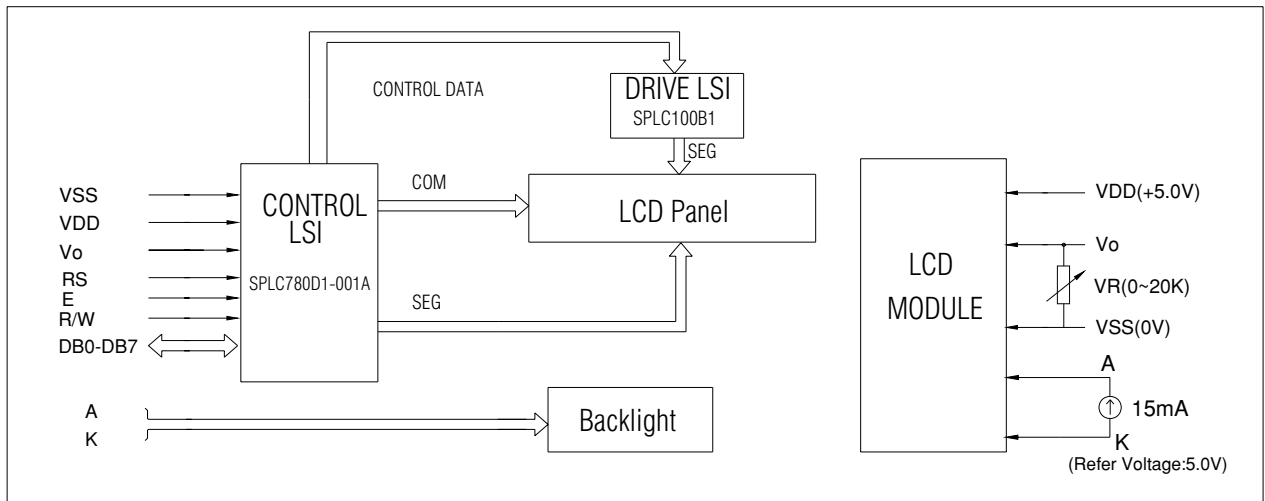 CONTROL DATA
DRIVE LSI
SPLC100B1
SEG
VSS
VDD
Vo
RS
E
R/W
DB0-DB7
CONTROL
LSI
SPLC780D1-001A
COM
LCD Panel
SEG
A
K
Backlight
LCD
MODULE
VDD(+5.0V)
Vo
VR(0~20K)
VSS(0V)
A
15mA
K
(Refer Voltage:5.0V)